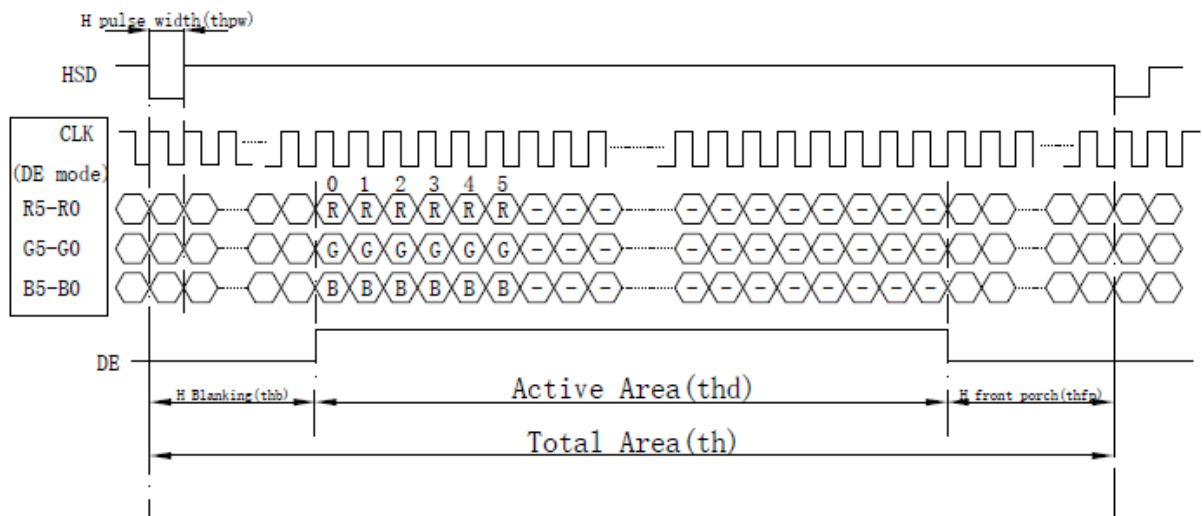 H pulse width(thpw)
HSD
CLK
(DE mode)
0 1 2 3 4 5
R5-R0 R R R R R R - - - - - - - - - - -
G5-G0 G G G G G G - - - - - - - - - - -
B5-B0 B B B B B B - - - - - - - - - - -
DE
H Blanking(thb) Active Area(thd) H front porch(thfp)
Total Area(th)